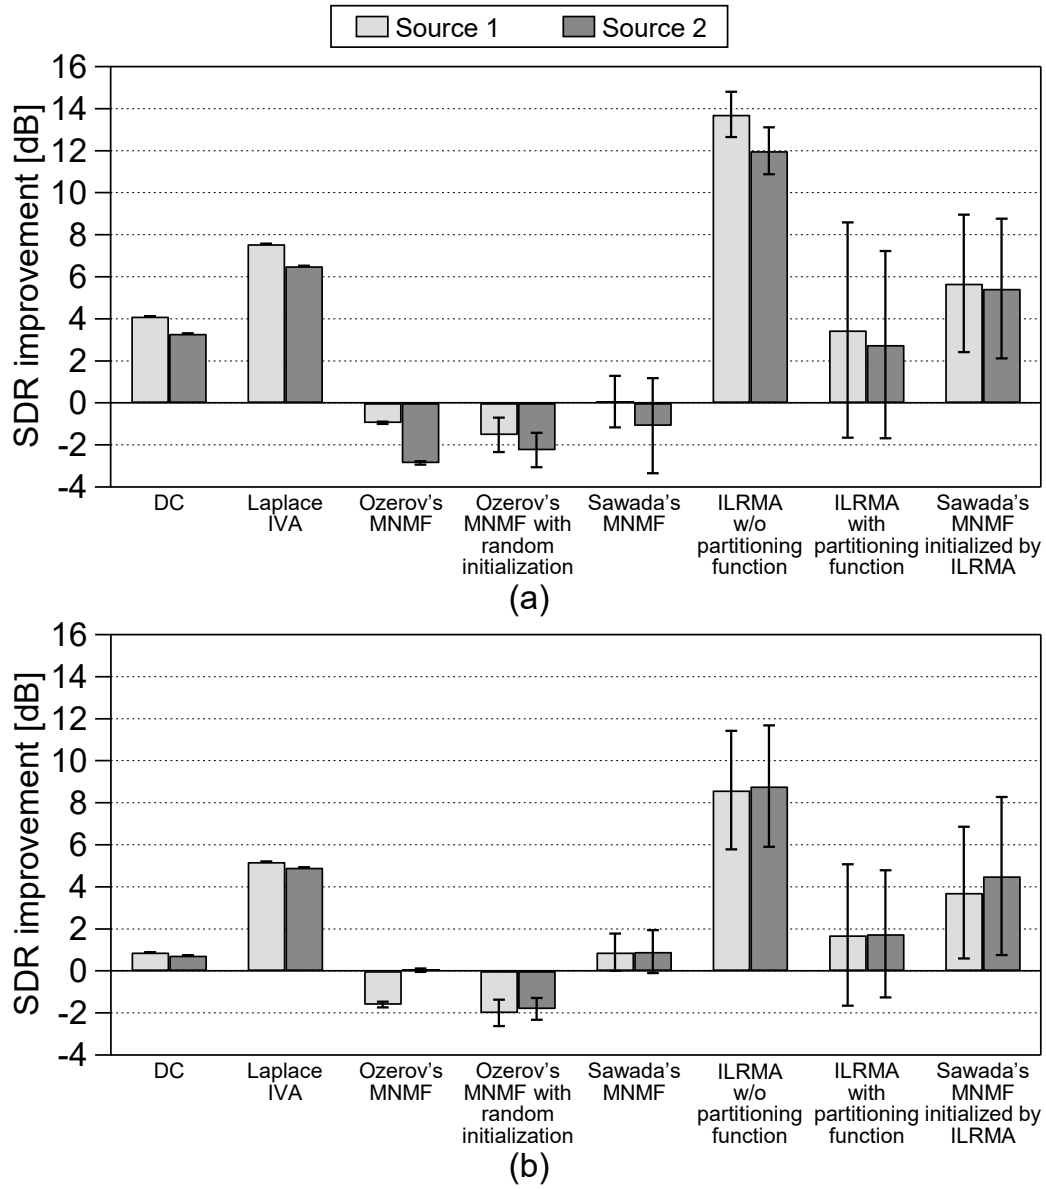 Source 1 Source 2
SDR improvement [dB]
16
14
12
10
8
6
4
2
0
-2
-4
DC Laplace Ozerov's Ozerov's Sawada's ILRMA ILRMA Sawada's
IVA MNMF MNMF with MNMF w/o with MNMF
random partitioning partitioning initialized by
initialization function function ILRMA
(a)
SDR improvement [dB]
16
14
12
10
8
6
4
2
0
-2
-4
DC Laplace Ozerov's Ozerov's Sawada's ILRMA ILRMA Sawada's
IVA MNMF MNMF with MNMF w/o with MNMF
random partitioning partitioning initialized by
initialization function function ILRMA
(b)